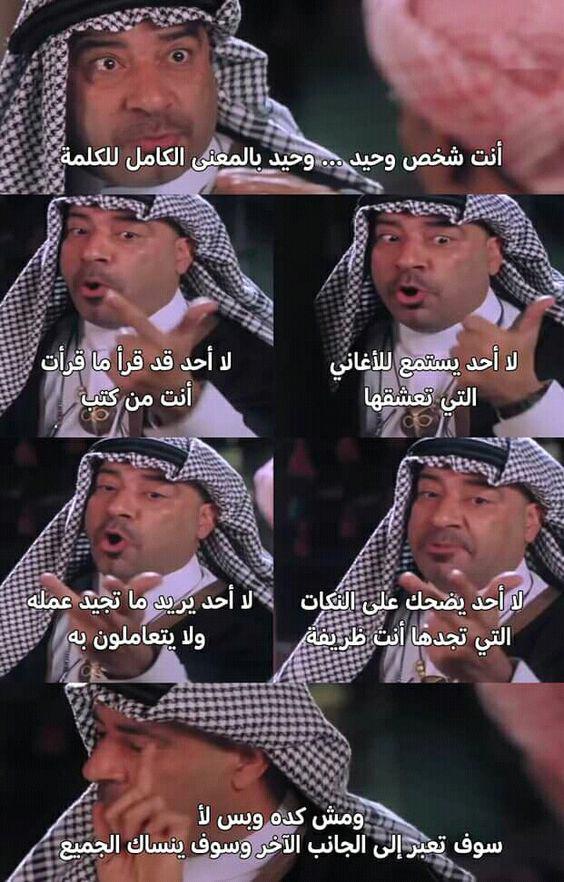 أنت شخص وحيد ... وحيد بالمعنى الكامل للكلمة
لا أحد يستمع للأغاني
التي تعشقها
لا أحد قد قرأ ما قرأت
أنت من كتب
لا أحد يضحك على النكات
التي تجدها أنت ظريفة
لا أحد يريد ما تجيد عمله
ولا يتعاملون به
ومش كده وبس لأ
سوف تعبر إلى الجانب الآخر وسوف ينساك الجميع